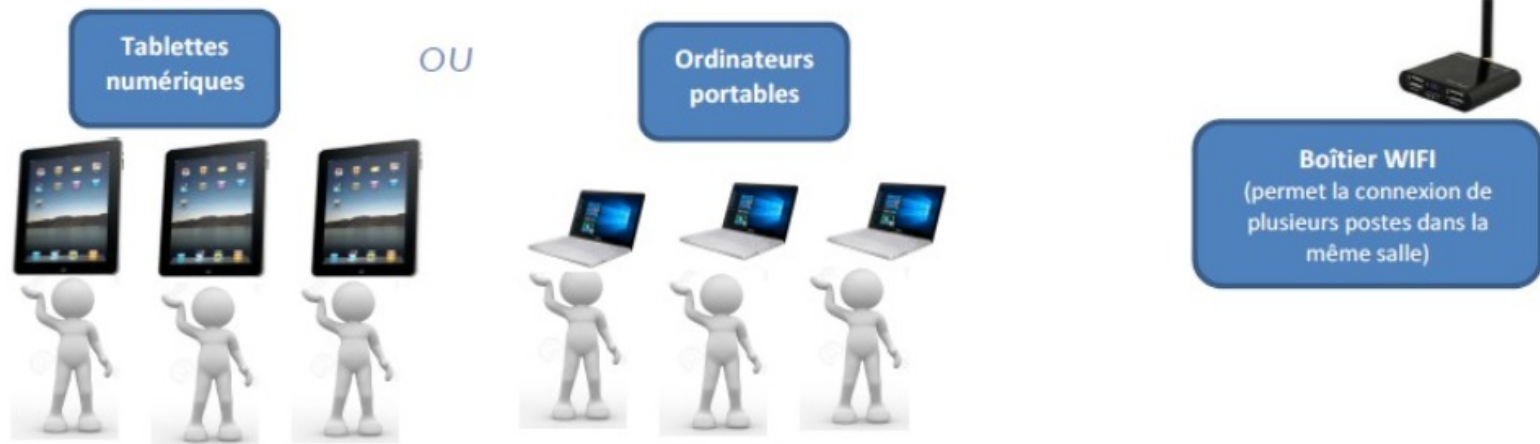 Tablettes
numériques
OU
Ordinateurs
portables
Boîtier WIFI
(permet la connexion de
plusieurs postes dans la
même salle)